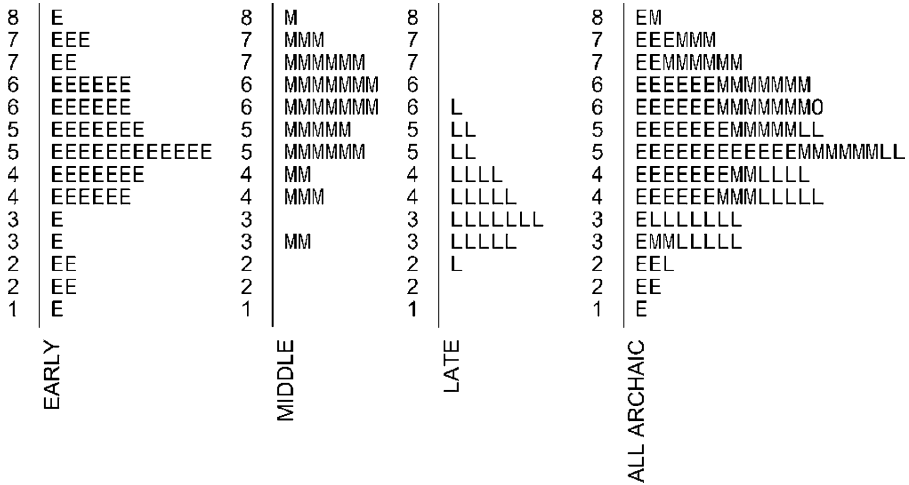 8 E 8 M 8 8 EM
7 EEE 7 MMM 7 7 EEEMMM
7 EE 7 MMMMMM 7 7 EEMMMMMM
6 EEEEEE 6 MMMMMMM 6 6 EEEEEEMMMMMMM
6 EEEEEE 6 MMMMMMM 6 L 6 EEEEEEMMMMMMMO
5 EEEEEEE 5 MMMMM 5 LL 5 EEEEEEEMMMMMLL
5 EEEEEEEEEEEE 5 MMMMMM 5 LL 5 EEEEEEEEEEEEMMMMMMLL
4 EEEEEEE 4 MM 4 LLLL 4 EEEEEEEMMLLLL
4 EEEEEE 4 MMM 4 LLLLL 4 EEEEEEMMMLLLLL
3 E 3 3 LLLLLLL 3 ELLLLLLL
3 E 3 MM 3 LLLLL 3 EMMLLLLL
2 EE 2 2 L 2 EEL
2 EE 2 2 2 EE
1 E 1 1 1 E
EARLY
MIDDLE
LATE
ALL ARCHAIC